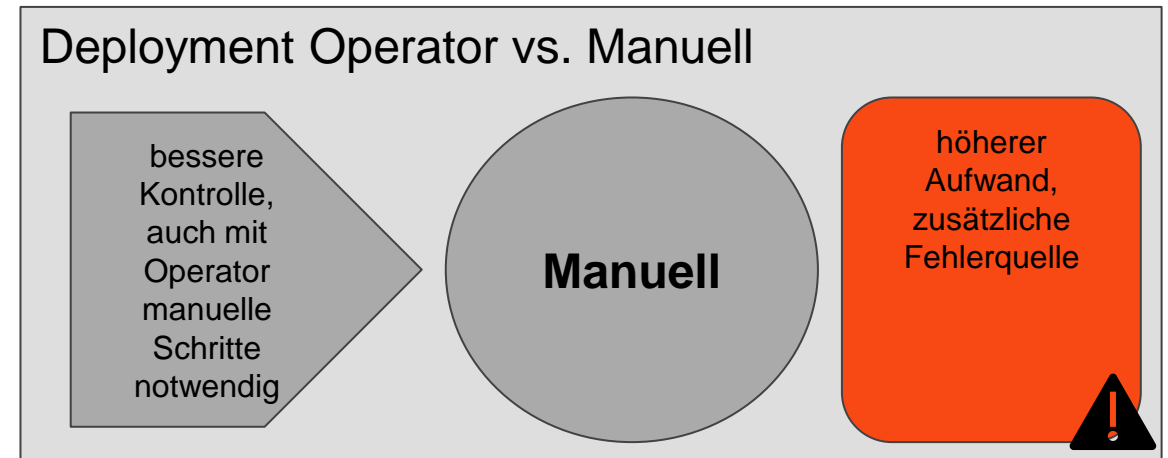 Deployment Operator vs. Manuell
bessere
Kontrolle,
auch mit
Operator
manuelle
Schritte
notwendig
Manuell
höherer
Aufwand,
zusätzliche
Fehlerquelle